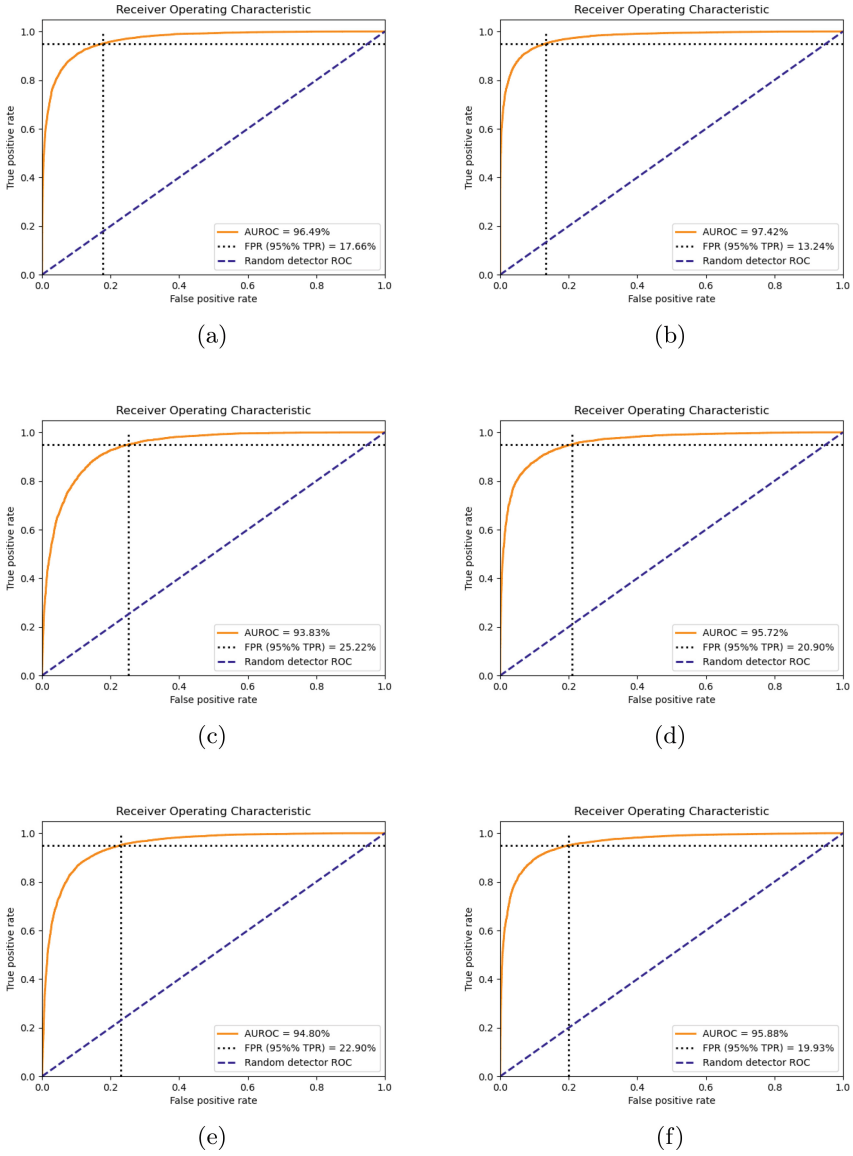 Receiver Operating Characteristic
1.0
0.8
0.6
0.4
0.2
0.0
True positive rate
AUROC = 96.49%
FPR (95%% TPR) = 17.66%
Random detector ROC
0.0 0.2 0.4 0.6 0.8 1.0
False positive rate
(a)
Receiver Operating Characteristic
1.0
0.8
0.6
0.4
0.2
0.0
True positive rate
AUROC = 97.42%
FPR (95%% TPR) = 13.24%
Random detector ROC
0.0 0.2 0.4 0.6 0.8 1.0
False positive rate
(b)
Receiver Operating Characteristic
1.0
0.8
0.6
0.4
0.2
0.0
True positive rate
AUROC = 93.83%
FPR (95%% TPR) = 25.22%
Random detector ROC
0.0 0.2 0.4 0.6 0.8 1.0
False positive rate
(c)
Receiver Operating Characteristic
1.0
0.8
0.6
0.4
0.2
0.0
True positive rate
AUROC = 95.72%
FPR (95%% TPR) = 20.90%
Random detector ROC
0.0 0.2 0.4 0.6 0.8 1.0
False positive rate
(d)
Receiver Operating Characteristic
1.0
0.8
0.6
0.4
0.2
0.0
True positive rate
AUROC = 94.80%
FPR (95%% TPR) = 22.90%
Random detector ROC
0.0 0.2 0.4 0.6 0.8 1.0
False positive rate
(e)
Receiver Operating Characteristic
1.0
0.8
0.6
0.4
0.2
0.0
True positive rate
AUROC = 95.88%
FPR (95%% TPR) = 19.93%
Random detector ROC
0.0 0.2 0.4 0.6 0.8 1.0
False positive rate
(f)